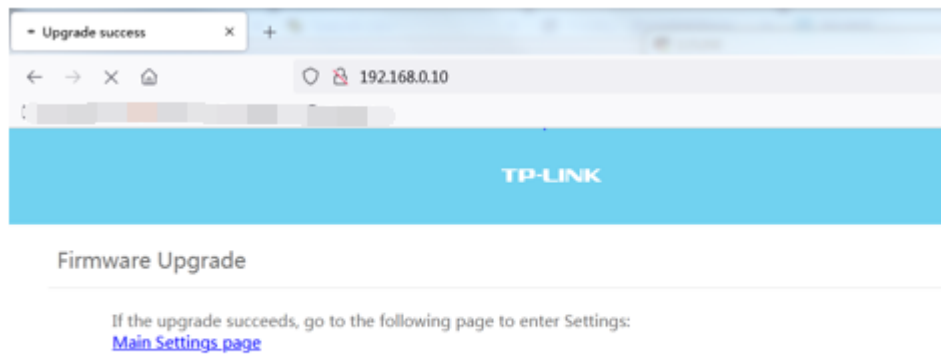 Upgrade success
192.168.0.10
TP-LINK
Firmware Upgrade
If the upgrade succeeds, go to the following page to enter Settings:
Main Settings page